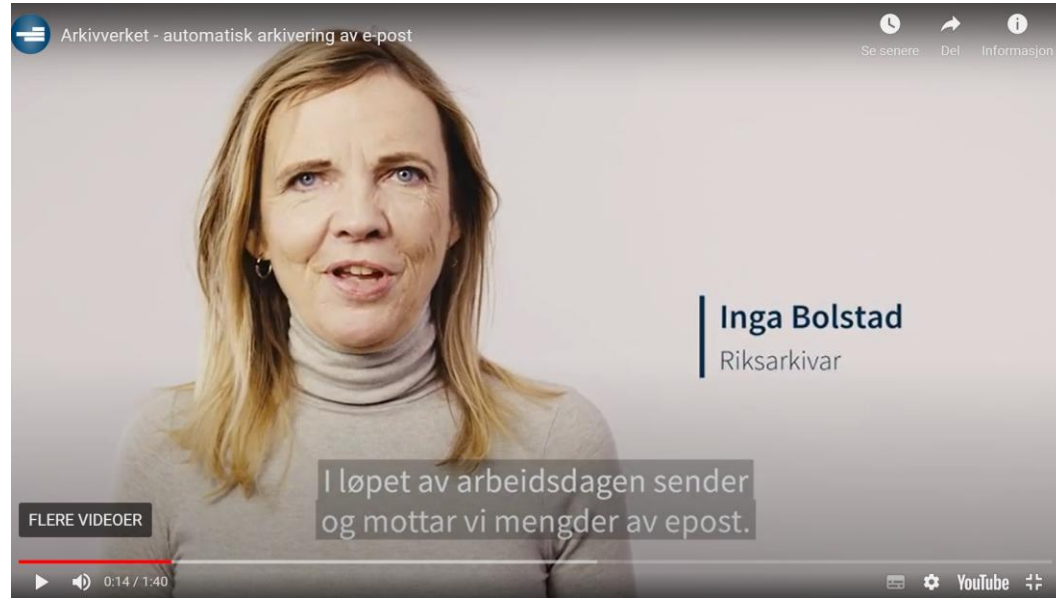 Arkivverket - automatisk arkivering av e-post
Se senere
Del
Informasjon
Inga Bolstad
Riksarkivar
I løpet av arbeidsdagen sender
og mottar vi mengder av epost.
FLERE VIDEOER
0:14 / 1:40
YouTube